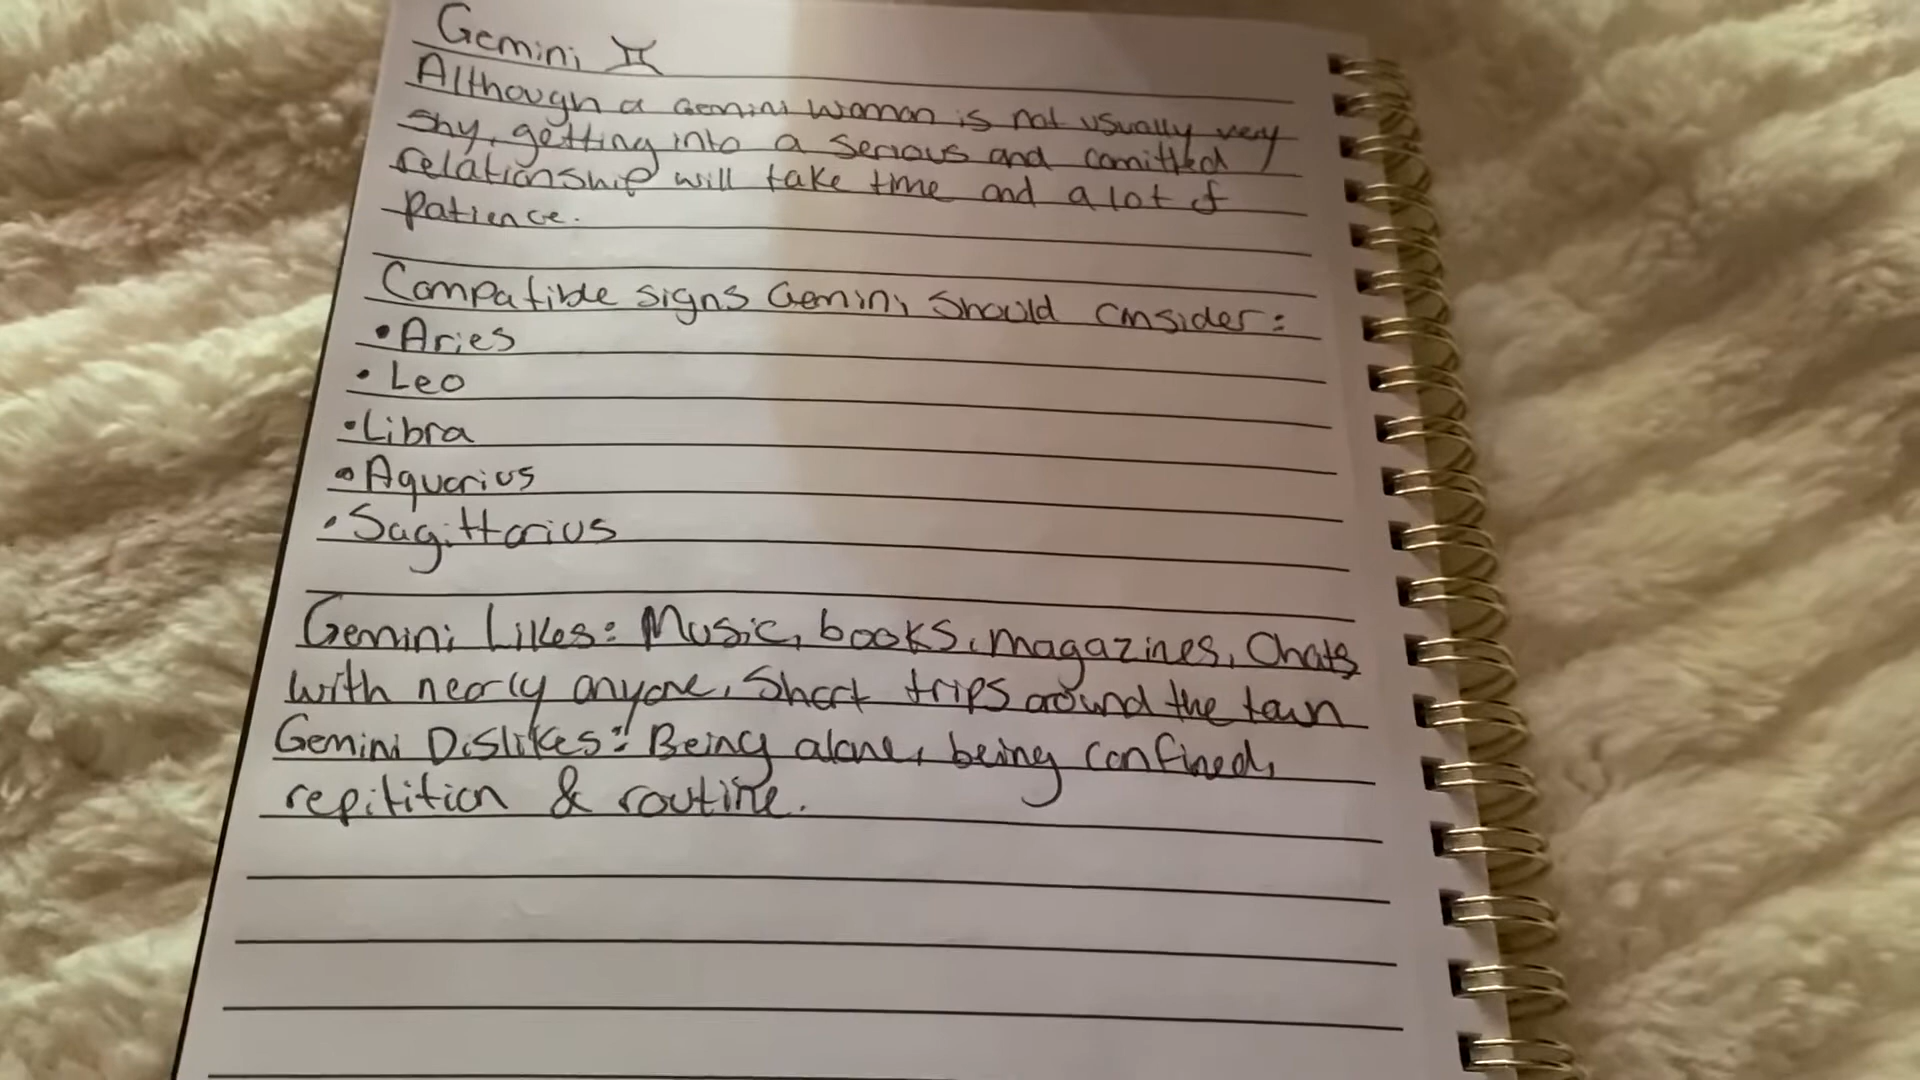 Gemini ♊
Although a Gemini woman is not usually very
shy, getting into a serious and comitted
relationship will take time and a lot of
patience.
Compatible signs Gemini should consider:
• Aries
• Leo
• Libra
• Aquarius
• Sagittarius
Gemini Likes: Music, books, magazines, Chats
with nearly anyone, Short trips around the town
Gemini Dislikes: Being alone, being confined,
repitition & routine.